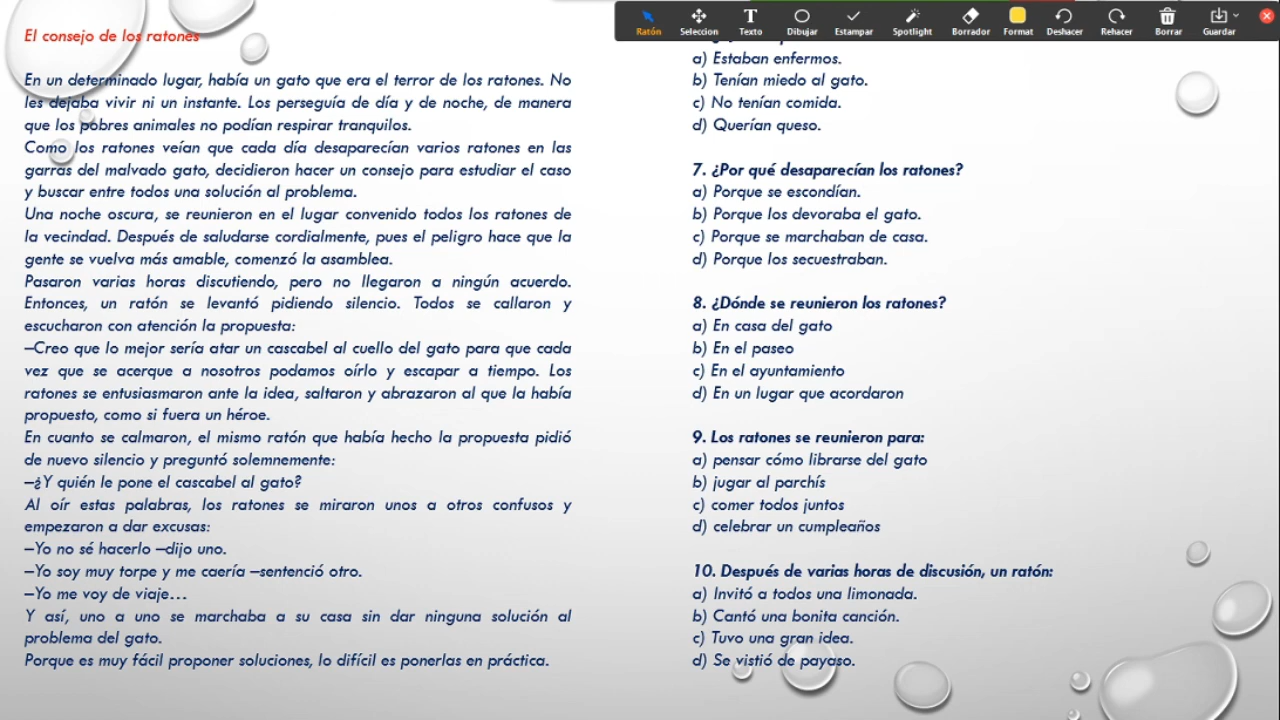 El consejo de los ratones
En un determinado lugar, había un gato que era el terror de los ratones. No
les dejaba vivir ni un instante. Los perseguía de día y de noche, de manera
que los pobres animales no podían respirar tranquilos.
Como los ratones veían que cada día desaparecían varios ratones en las
garras del malvado gato, decidieron hacer un consejo para estudiar el caso
y buscar entre todos una solución al problema.
Una noche oscura, se reunieron en el lugar convenido todos los ratones de
la vecindad. Después de saludarse cordialmente, pues el peligro hace que la
gente se vuelva más amable, comenzó la asamblea.
Pasaron varias horas discutiendo, pero no llegaron a ningún acuerdo.
Entonces, un ratón se levantó pidiendo silencio. Todos se callaron y
escucharon con atención la propuesta:
–Creo que lo mejor sería atar un cascabel al cuello del gato para que cada
vez que se acerque a nosotros podamos oírlo y escapar a tiempo. Los
ratones se entusiasmaron ante la idea, saltaron y abrazaron al que la había
propuesto, como si fuera un héroe.
En cuanto se calmaron, el mismo ratón que había hecho la propuesta pidió
de nuevo silencio y preguntó solemnemente:
–¿Y quién le pone el cascabel al gato?
Al oír estas palabras, los ratones se miraron unos a otros confusos y
empezaron a dar excusas:
–Yo no sé hacerlo –dijo uno.
–Yo soy muy torpe y me caería –sentenció otro.
–Yo me voy de viaje…
Y así, uno a uno se marchaba a su casa sin dar ninguna solución al
problema del gato.
Porque es muy fácil proponer soluciones, lo difícil es ponerlas en práctica.
Ratón Seleccion Texto Dibujar Estampar Spotlight Borrador Format Deshacer Rehacer Borrar Guardar
a) Estaban enfermos.
b) Tenían miedo al gato.
c) No tenían comida.
d) Querían queso.
7. ¿Por qué desaparecían los ratones?
a) Porque se escondían.
b) Porque los devoraba el gato.
c) Porque se marchaban de casa.
d) Porque los secuestraban.
8. ¿Dónde se reunieron los ratones?
a) En casa del gato
b) En el paseo
c) En el ayuntamiento
d) En un lugar que acordaron
9. Los ratones se reunieron para:
a) pensar cómo librarse del gato
b) jugar al parchís
c) comer todos juntos
d) celebrar un cumpleaños
10. Después de varias horas de discusión, un ratón:
a) Invitó a todos una limonada.
b) Cantó una bonita canción.
c) Tuvo una gran idea.
d) Se vistió de payaso.